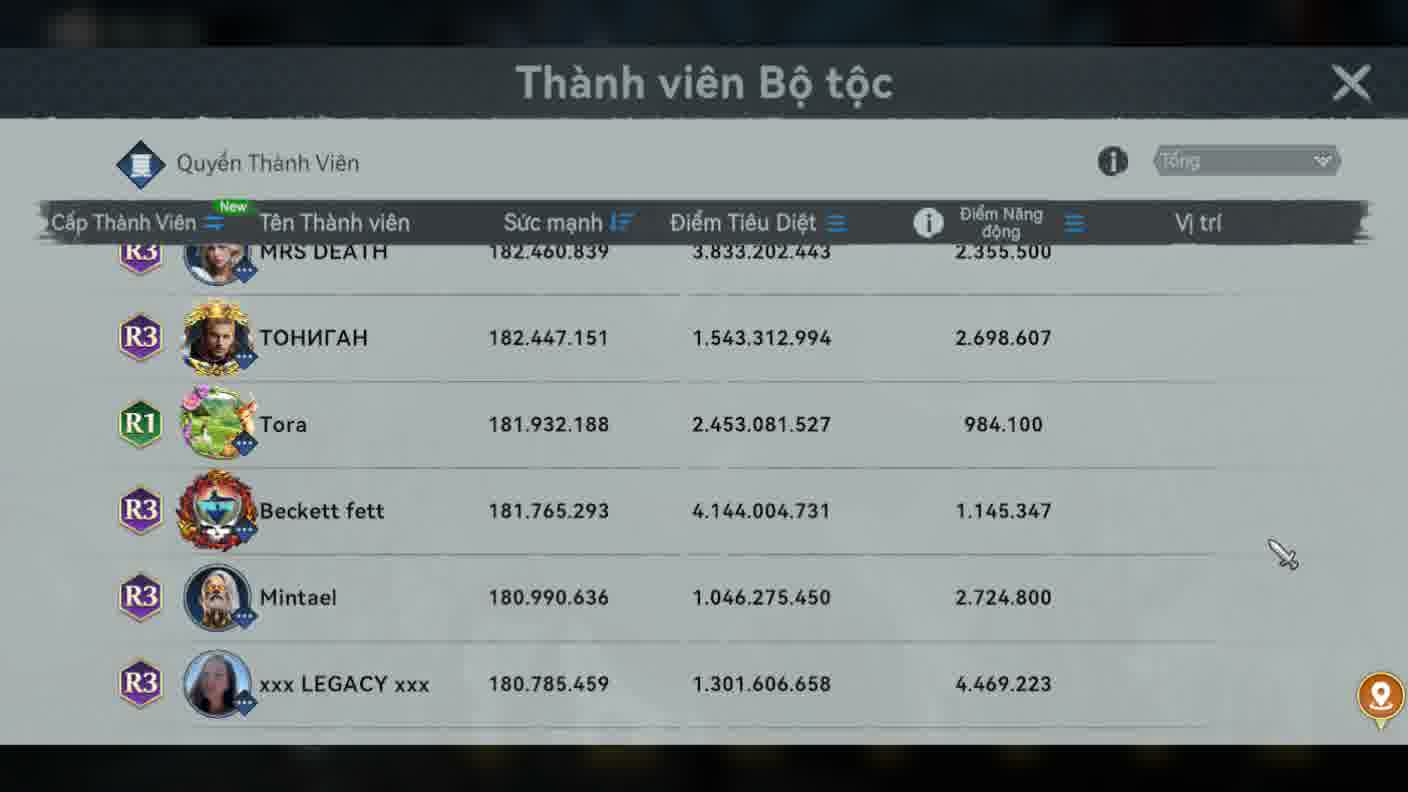 Thành viên Bộ tộc
Quyển Thành Viên
Tổng
Cấp Thành Viên New Tên Thành viên Sức mạnh Điểm Tiêu Diệt Điểm Năng động Vị trí
R3 MRS DEATH 182.460.839 3.833.202.443 2.355.500
R3 ТОНИГАН 182.447.151 1.543.312.994 2.698.607
R1 Tora 181.932.188 2.453.081.527 984.100
R3 Beckett fett 181.765.293 4.144.004.731 1.145.347
R3 Mintael 180.990.636 1.046.275.450 2.724.800
R3 xxx LEGACY xxx 180.785.459 1.301.606.658 4.469.223